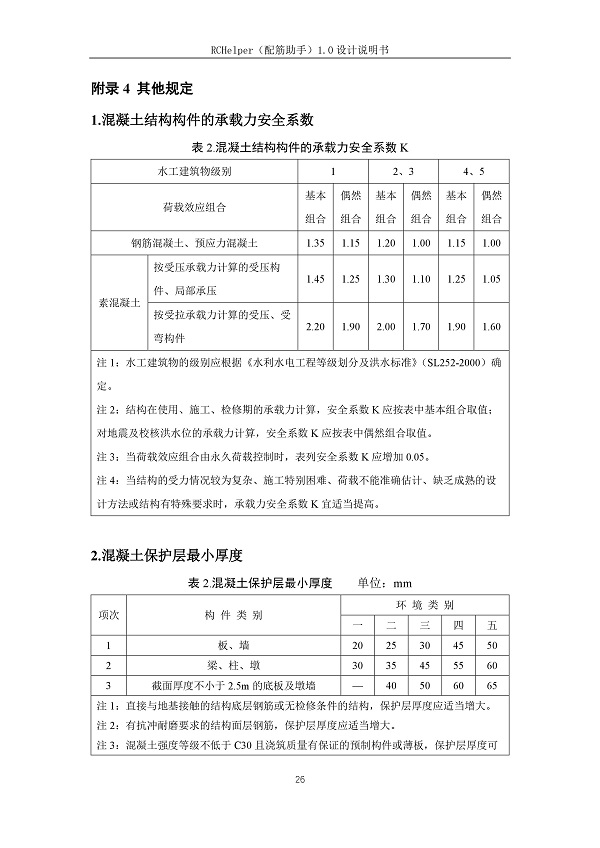 RCHelper（配筋助手）1.0 设计说明书
附录 4 其他规定
1.混凝土结构构件的承载力安全系数
表 2.混凝土结构构件的承载力安全系数 K
水工建筑物级别 1 2、3 4、5
荷载效应组合 基本组合 偶然组合 基本组合 偶然组合 基本组合 偶然组合
钢筋混凝土、预应力混凝土 1.35 1.15 1.20 1.00 1.15 1.00
素混凝土 按受压承载力计算的受压构件、局部承压 1.45 1.25 1.30 1.10 1.25 1.05
按受拉承载力计算的受压、受弯构件 2.20 1.90 2.00 1.70 1.90 1.60
注 1：水工建筑物的级别应根据《水利水电工程等级划分及洪水标准》（SL252-2000）确
定。
注 2：结构在使用、施工、检修期的承载力计算，安全系数 K 应按表中基本组合取值；
对地震及校核洪水位的承载力计算，安全系数 K 应按表中偶然组合取值。
注 3：当荷载效应组合由永久荷载控制时，表列安全系数 K 应增加 0.05。
注 4：当结构的受力情况较为复杂、施工特别困难、荷载不能准确估计、缺乏成熟的设
计方法或结构有特殊要求时，承载力安全系数 K 宜适当提高。
2.混凝土保护层最小厚度
表 2.混凝土保护层最小厚度 单位：mm
项次 构 件 类 别 环 境 类 别
一 二 三 四 五
1 板、墙 20 25 30 45 50
2 梁、柱、墩 30 35 45 55 60
3 截面厚度不小于 2.5m 的底板及墩墙 — 40 50 60 65
注 1：直接与地基接触的结构底层钢筋或无检修条件的结构，保护层厚度应适当增大。
注 2：有抗冲耐磨要求的结构面层钢筋，保护层厚度应适当增大。
注 3：混凝土强度等级不低于 C30 且浇筑质量有保证的预制构件或薄板，保护层厚度可
26